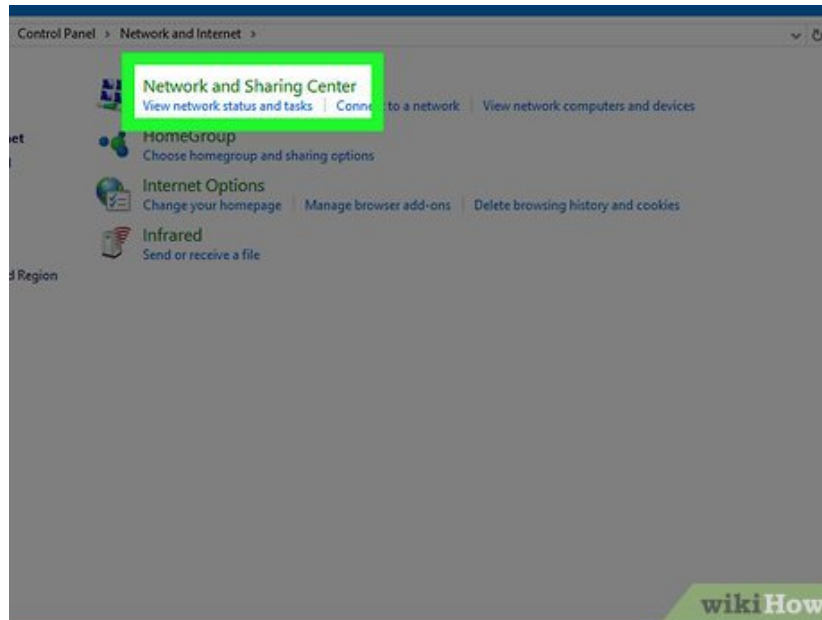 Control Panel > Network and Internet >
Network and Sharing Center
View network status and tasks Connect to a network View network computers and devices
HomeGroup
Choose homegroup and sharing options
Internet Options
Change your homepage Manage browser add-ons Delete browsing history and cookies
Infrared
Send or receive a file
Region
wikiHow